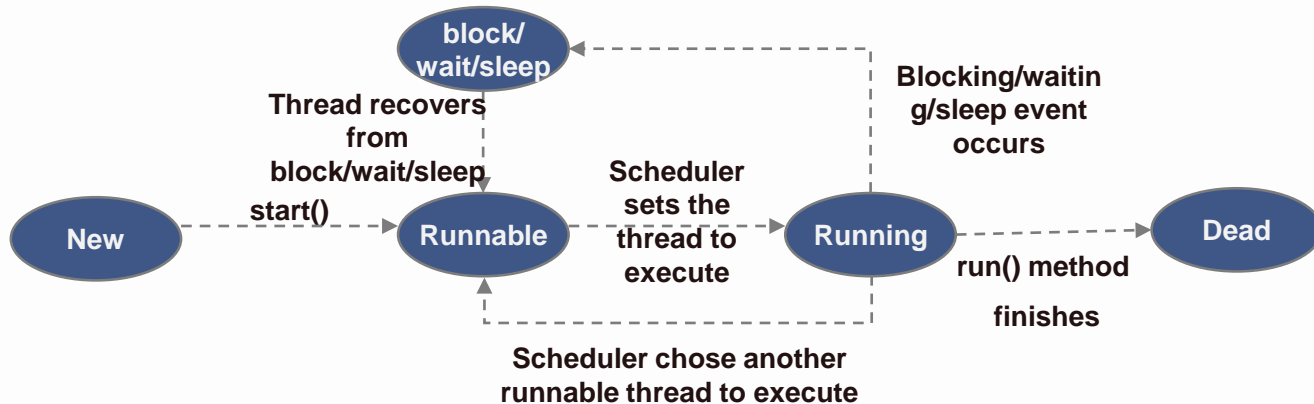 block/
wait/sleep
Blocking/waitin
g/sleep event
occurs
Thread recovers
from
block/wait/sleep
Scheduler
sets the
thread to
execute
New
start()
Runnable
Running
Dead
run() method
finishes
Scheduler chose another
runnable thread to execute